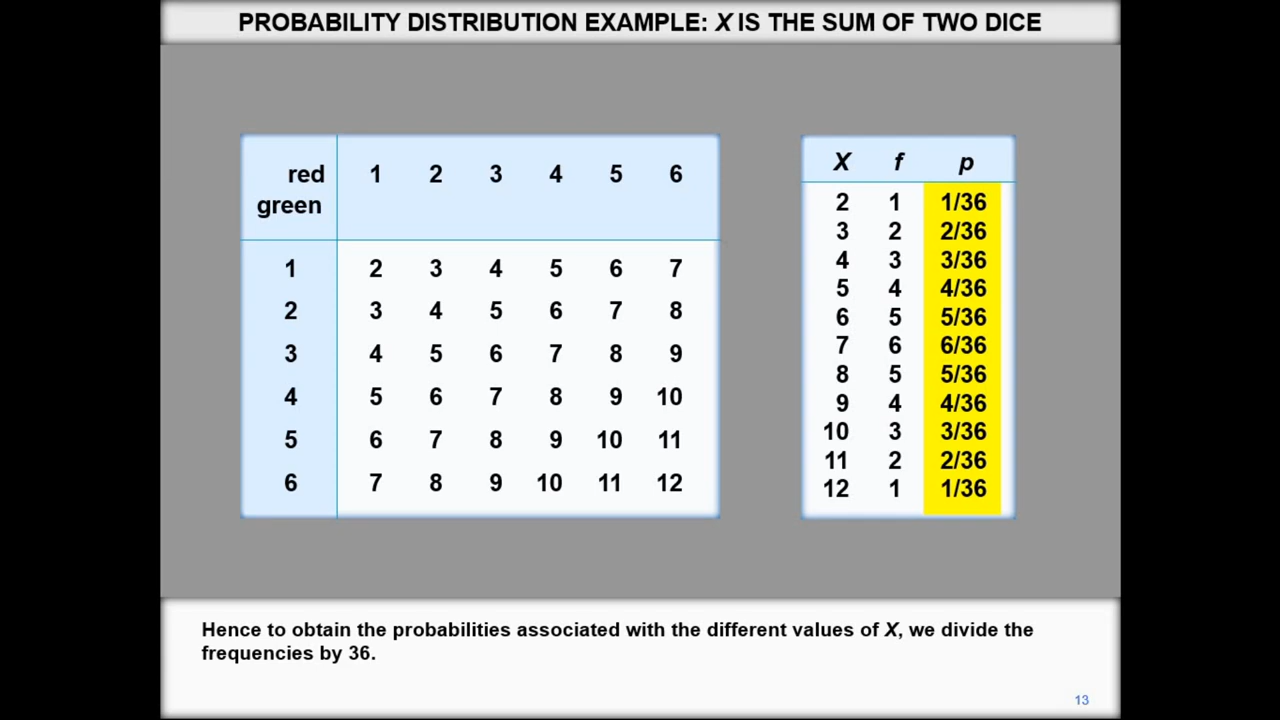 PROBABILITY DISTRIBUTION EXAMPLE: X IS THE SUM OF TWO DICE
red 1 2 3 4 5 6
green
1 2 3 4 5 6 7
2 3 4 5 6 7 8
3 4 5 6 7 8 9
4 5 6 7 8 9 10
5 6 7 8 9 10 11
6 7 8 9 10 11 12
X f p
2 1 1/36
3 2 2/36
4 3 3/36
5 4 4/36
6 5 5/36
7 6 6/36
8 5 5/36
9 4 4/36
10 3 3/36
11 2 2/36
12 1 1/36
Hence to obtain the probabilities associated with the different values of X, we divide the
frequencies by 36.
13